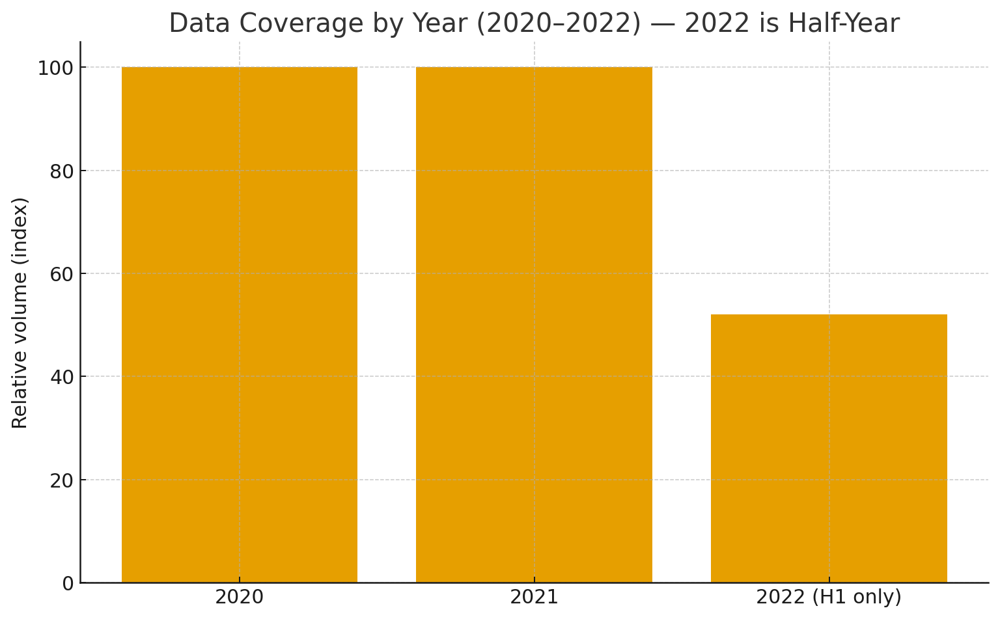 Data Coverage by Year (2020–2022) — 2022 is Half-Year
Relative volume (index)
100
80
60
40
20
0
2020
2021
2022 (H1 only)